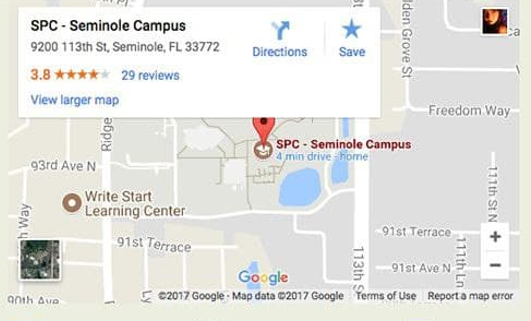 SPC - Seminole Campus
9200 113th St, Seminole, FL 33772
Directions
Save
3.8 ★★★★★ 29 reviews
View larger map
lden Grove St
Freedom Way
Ridge
SPC - Seminole Campus
4 min drive - home
93rd Ave N
Write Start
Learning Center
h Way
111th St N
91st Terrace
91st Terrace
+
−
111th Ln
91st Ave N
113th S
90th Ave
Ly
Google
©2017 Google - Map data ©2017 Google
Terms of Use
Report a map error